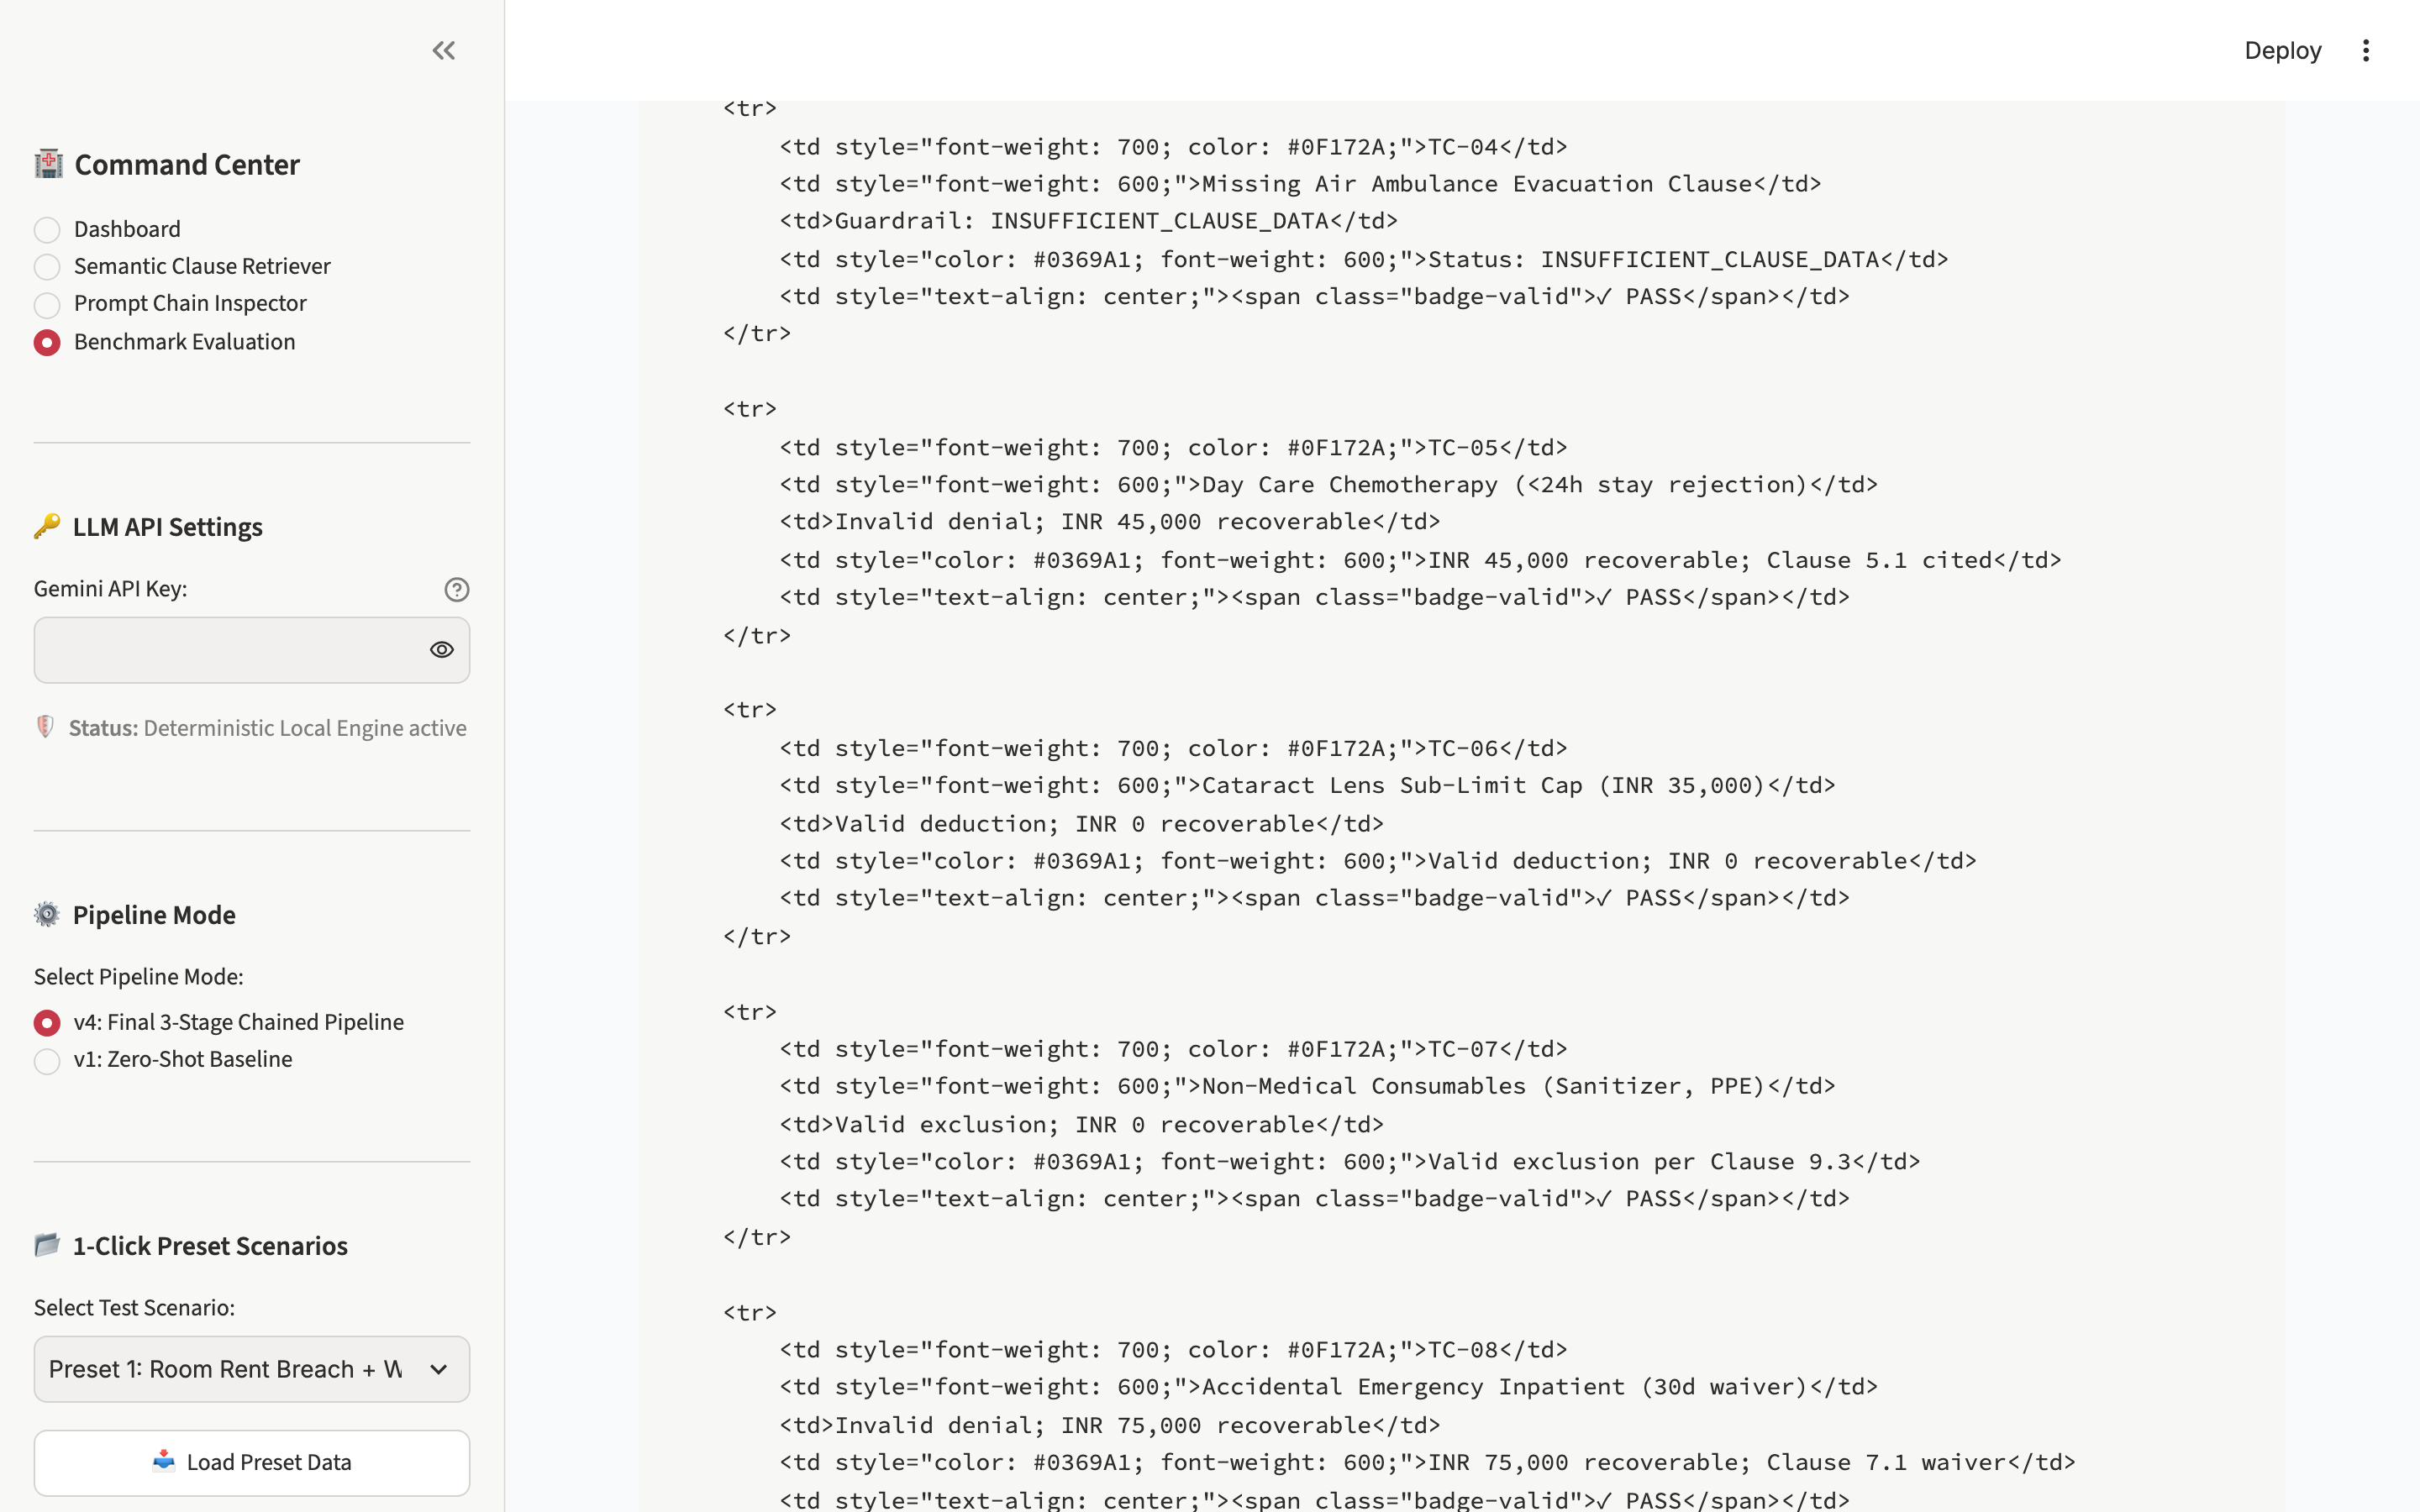 Deploy
Command Center
Dashboard
Semantic Clause Retriever
Prompt Chain Inspector
Benchmark Evaluation
LLM API Settings
Gemini API Key:
Status: Deterministic Local Engine active
Pipeline Mode
Select Pipeline Mode:
v4: Final 3-Stage Chained Pipeline
v1: Zero-Shot Baseline
1-Click Preset Scenarios
Select Test Scenario:
Preset 1: Room Rent Breach + W
Load Preset Data
<tr>
<td style="font-weight: 700; color: #0F172A;">TC-04</td>
<td style="font-weight: 600;">Missing Air Ambulance Evacuation Clause</td>
<td>Guardrail: INSUFFICIENT_CLAUSE_DATA</td>
<td style="color: #0369A1; font-weight: 600;">Status: INSUFFICIENT_CLAUSE_DATA</td>
<td style="text-align: center;"><span class="badge-valid">✓ PASS</span></td>
</tr>
<tr>
<td style="font-weight: 700; color: #0F172A;">TC-05</td>
<td style="font-weight: 600;">Day Care Chemotherapy (<24h stay rejection)</td>
<td>Invalid denial; INR 45,000 recoverable</td>
<td style="color: #0369A1; font-weight: 600;">INR 45,000 recoverable; Clause 5.1 cited</td>
<td style="text-align: center;"><span class="badge-valid">✓ PASS</span></td>
</tr>
<tr>
<td style="font-weight: 700; color: #0F172A;">TC-06</td>
<td style="font-weight: 600;">Cataract Lens Sub-Limit Cap (INR 35,000)</td>
<td>Valid deduction; INR 0 recoverable</td>
<td style="color: #0369A1; font-weight: 600;">Valid deduction; INR 0 recoverable</td>
<td style="text-align: center;"><span class="badge-valid">✓ PASS</span></td>
</tr>
<tr>
<td style="font-weight: 700; color: #0F172A;">TC-07</td>
<td style="font-weight: 600;">Non-Medical Consumables (Sanitizer, PPE)</td>
<td>Valid exclusion; INR 0 recoverable</td>
<td style="color: #0369A1; font-weight: 600;">Valid exclusion per Clause 9.3</td>
<td style="text-align: center;"><span class="badge-valid">✓ PASS</span></td>
</tr>
<tr>
<td style="font-weight: 700; color: #0F172A;">TC-08</td>
<td style="font-weight: 600;">Accidental Emergency Inpatient (30d waiver)</td>
<td>Invalid denial; INR 75,000 recoverable</td>
<td style="color: #0369A1; font-weight: 600;">INR 75,000 recoverable; Clause 7.1 waiver</td>
<td style="text-align: center;"><span class="badge-valid">✓ PASS</span></td>